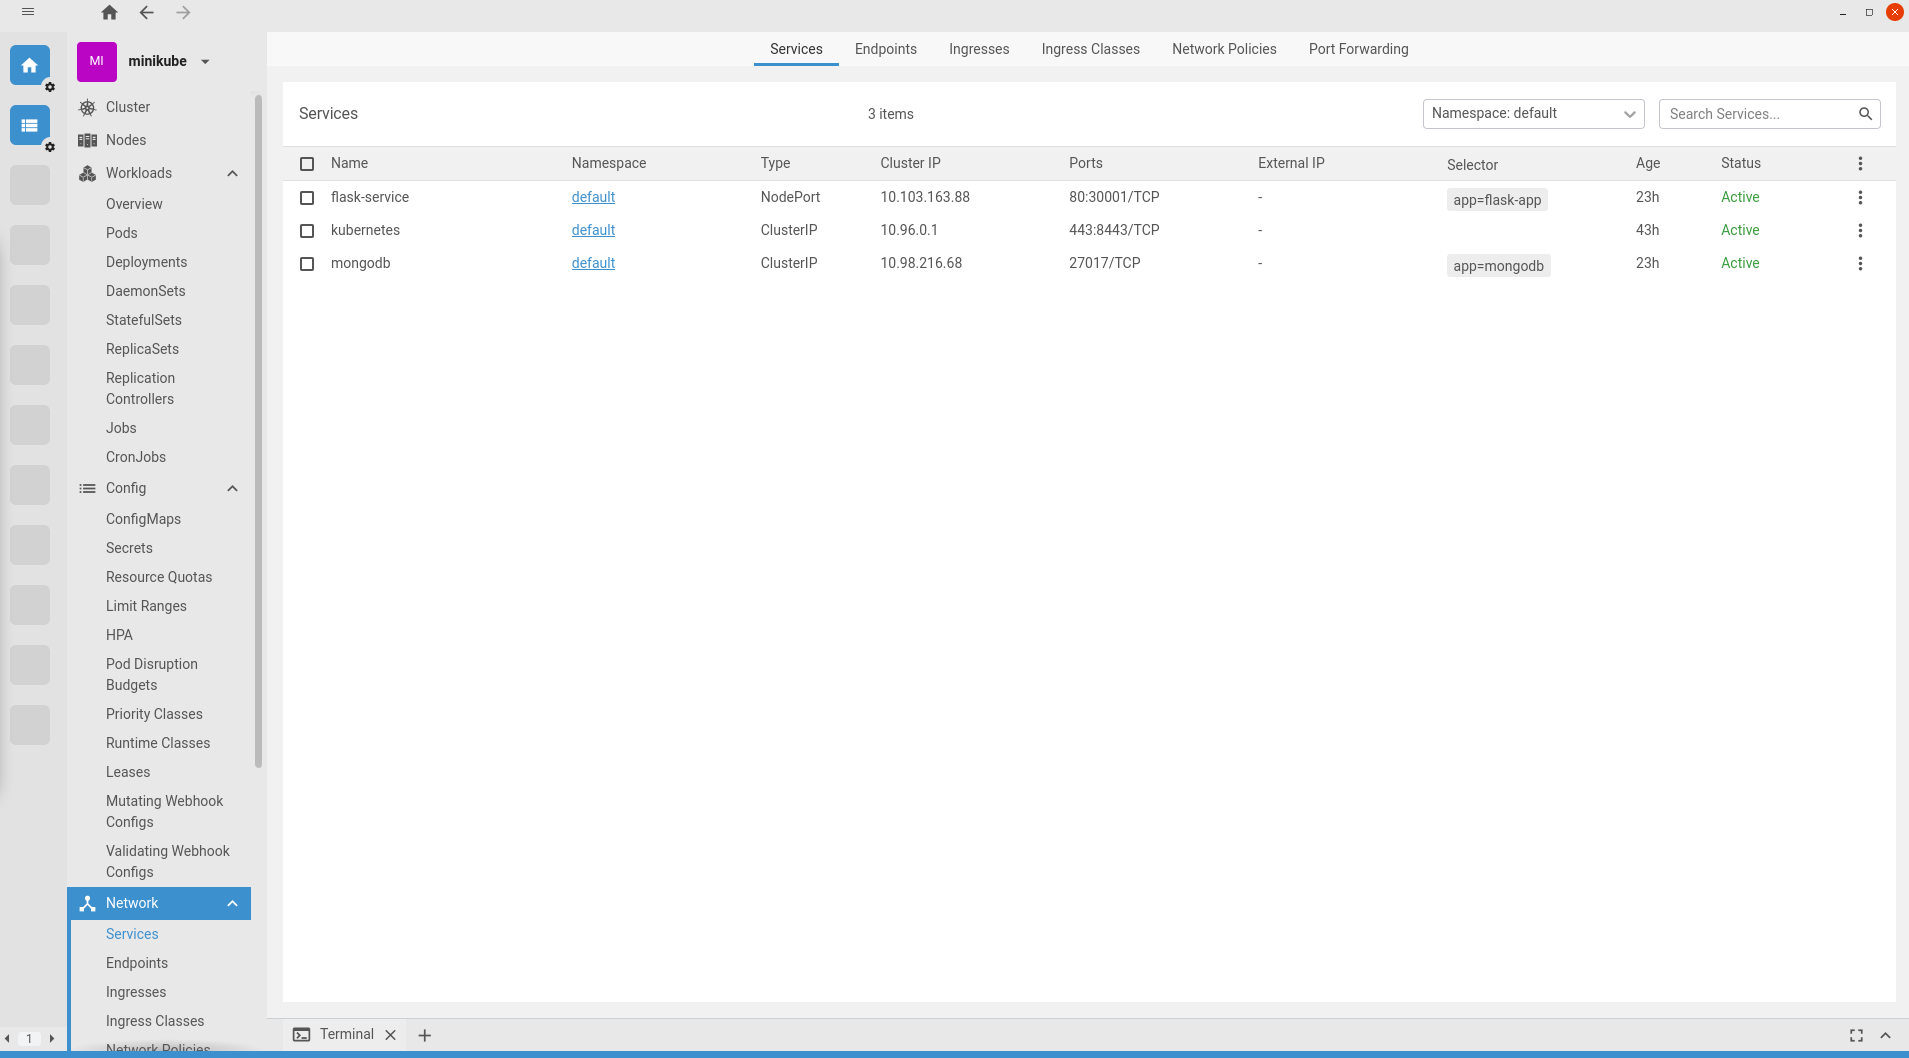 MI
minikube
Cluster
Nodes
Workloads
Overview
Pods
Deployments
DaemonSets
StatefulSets
ReplicaSets
Replication
Controllers
Jobs
CronJobs
Config
ConfigMaps
Secrets
Resource Quotas
Limit Ranges
HPA
Pod Disruption
Budgets
Priority Classes
Runtime Classes
Leases
Mutating Webhook
Configs
Validating Webhook
Configs
Network
Services
Endpoints
Ingresses
Ingress Classes
Network Policies
1
Services Endpoints Ingresses Ingress Classes Network Policies Port Forwarding
Services 3 items Namespace: default Search Services...
Name Namespace Type Cluster IP Ports External IP Selector Age Status
flask-service default NodePort 10.103.163.88 80:30001/TCP - app=flask-app 23h Active
kubernetes default ClusterIP 10.96.0.1 443:8443/TCP - 43h Active
mongodb default ClusterIP 10.98.216.68 27017/TCP - app=mongodb 23h Active
Terminal